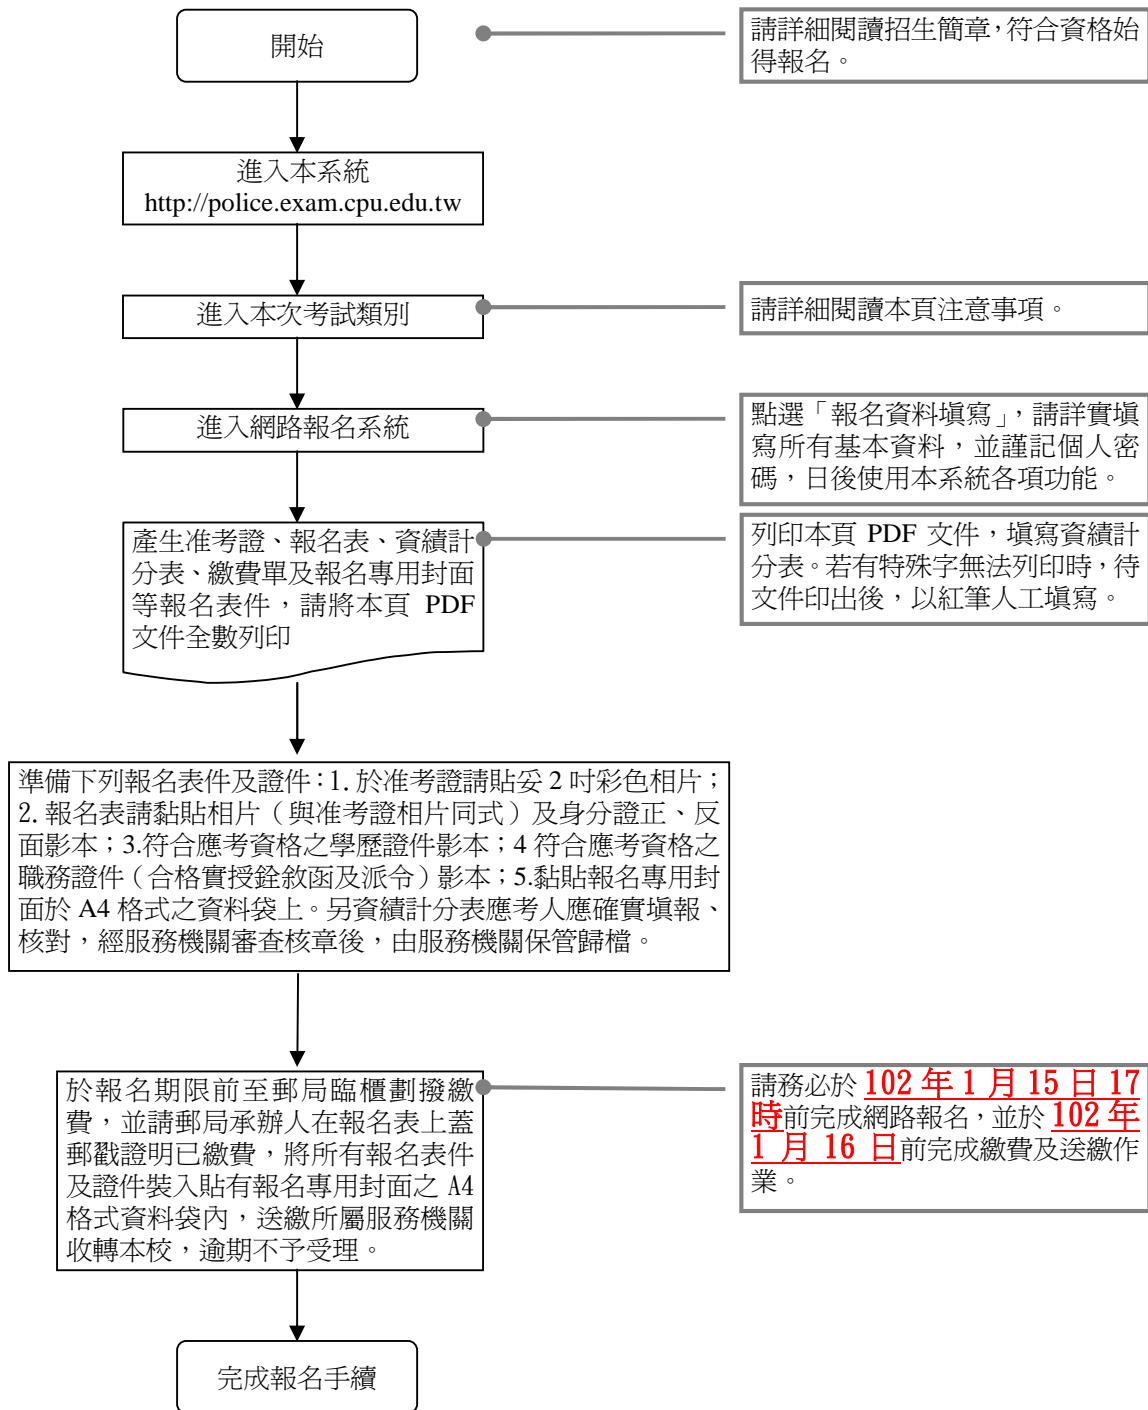 開始
請詳細閱讀招生簡章，符合資格始
得報名。
進入本系統
http://police.exam.cpu.edu.tw
進入本次考試類別
請詳細閱讀本頁注意事項。
進入網路報名系統
點選「報名資料填寫」，請詳實填
寫所有基本資料，並謹記個人密
碼，日後使用本系統各項功能。
產生准考證、報名表、資績計
分表、繳費單及報名專用封面
等報名表件，請將本頁 PDF
文件全數列印
列印本頁 PDF 文件，填寫資績計
分表。若有特殊字無法列印時，待
文件印出後，以紅筆人工填寫。
準備下列報名表件及證件：1. 於准考證請貼妥 2 吋彩色相片；
2. 報名表請黏貼相片（與准考證相片同式）及身分證正、反
面影本；3.符合應考資格之學歷證件影本；4 符合應考資格之
職務證件（合格實授銓敘函及派令）影本；5.黏貼報名專用封
面於 A4 格式之資料袋上。另資績計分表應考人應確實填報、
核對，經服務機關審查核章後，由服務機關保管歸檔。
於報名期限前至郵局臨櫃劃撥繳
費，並請郵局承辦人在報名表上蓋
郵戳證明已繳費，將所有報名表件
及證件裝入貼有報名專用封面之 A4
格式資料袋內，送繳所屬服務機關
收轉本校，逾期不予受理。
請務必於 102 年 1 月 15 日 17
時前完成網路報名，並於 102 年
1 月 16 日前完成繳費及送繳作
業。
完成報名手續